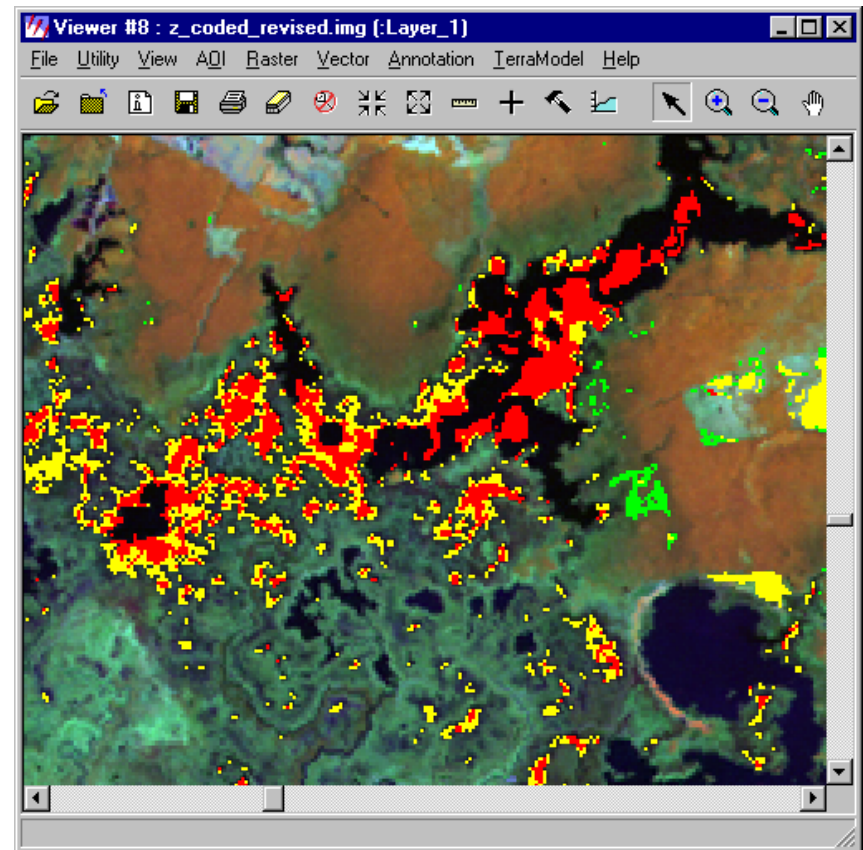 Viewer #8 : z_coded_revised.img (:Layer_1)
File Utility View AOI Raster Vector Annotation TerraModel Help